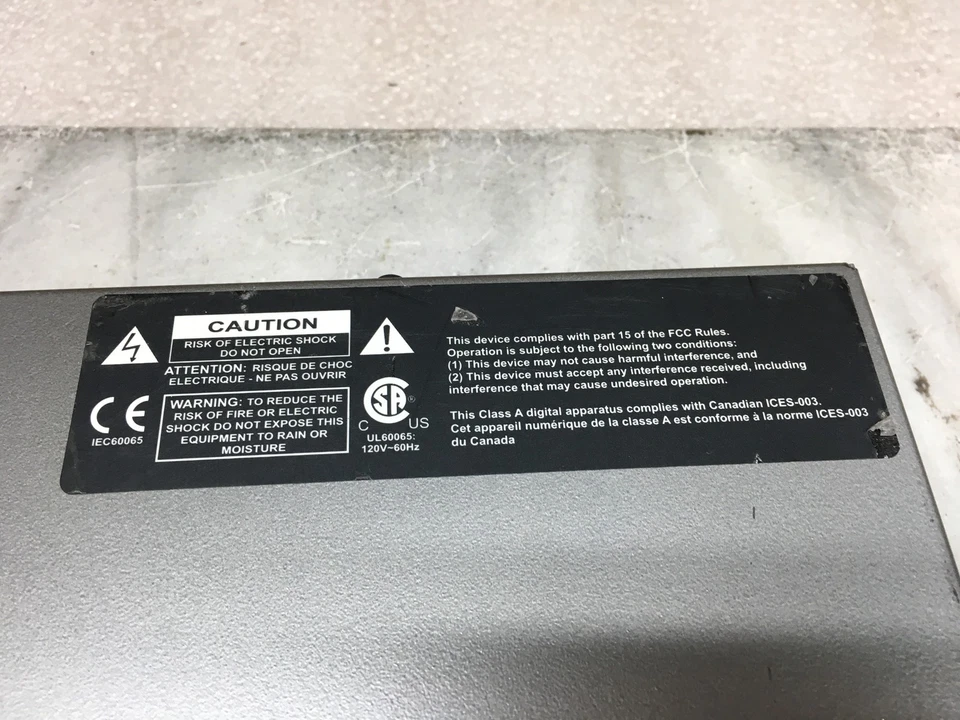 CAUTION
RISK OF ELECTRIC SHOCK
DO NOT OPEN
ATTENTION: RISQUE DE CHOC
ELECTRIQUE - NE PAS OUVRIR
CE
IEC60065
WARNING: TO REDUCE THE
RISK OF FIRE OR ELECTRIC
SHOCK DO NOT EXPOSE THIS
EQUIPMENT TO RAIN OR
MOISTURE
!
SA ®
C US
UL60065:
120V~60Hz
This device complies with part 15 of the FCC Rules.
Operation is subject to the following two conditions:
(1) This device may not cause harmful interference, and
(2) This device must accept any interference received, including
interference that may cause undesired operation.
This Class A digital apparatus complies with Canadian ICES-003.
Cet appareil numérique de la classe A est conforme à la norme ICES-003
du Canada